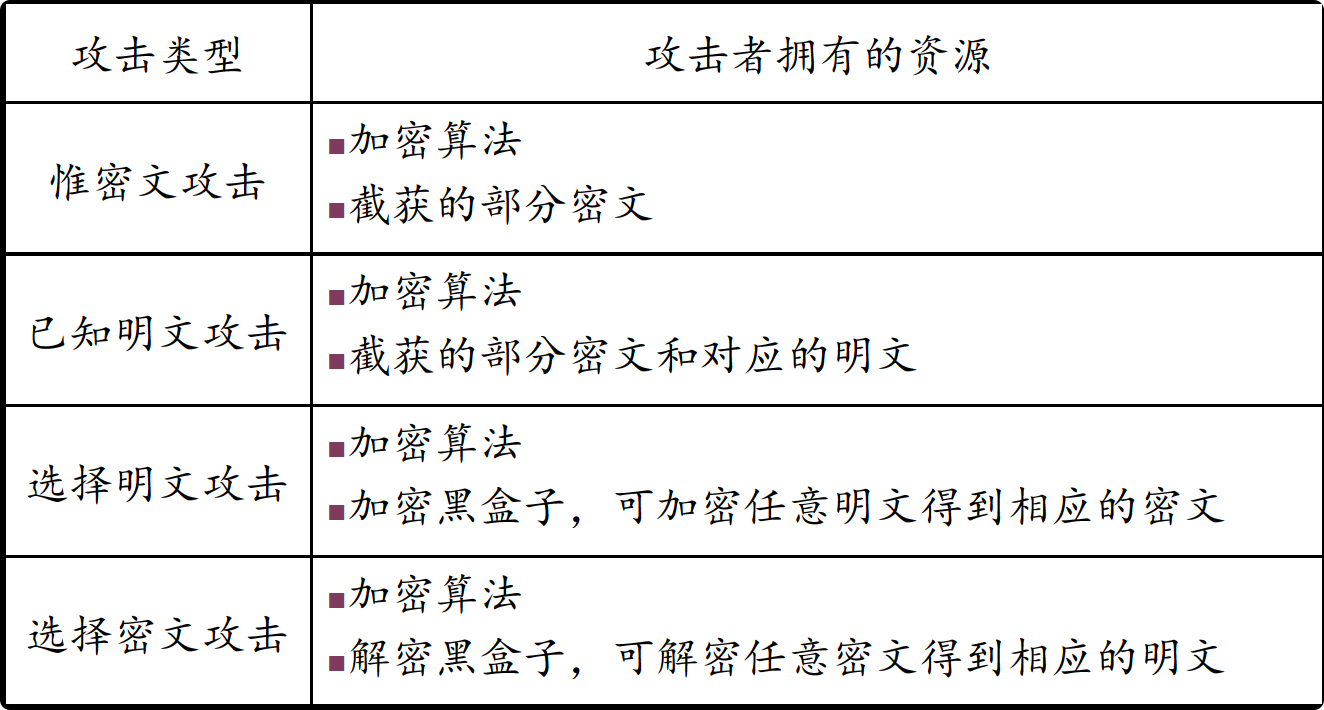 攻击类型
攻击者拥有的资源
惟密文攻击
■加密算法
■截获的部分密文
已知明文攻击
■加密算法
■截获的部分密文和对应的明文
选择明文攻击
■加密算法
■加密黑盒子，可加密任意明文得到相应的密文
选择密文攻击
■加密算法
■解密黑盒子，可解密任意密文得到相应的明文